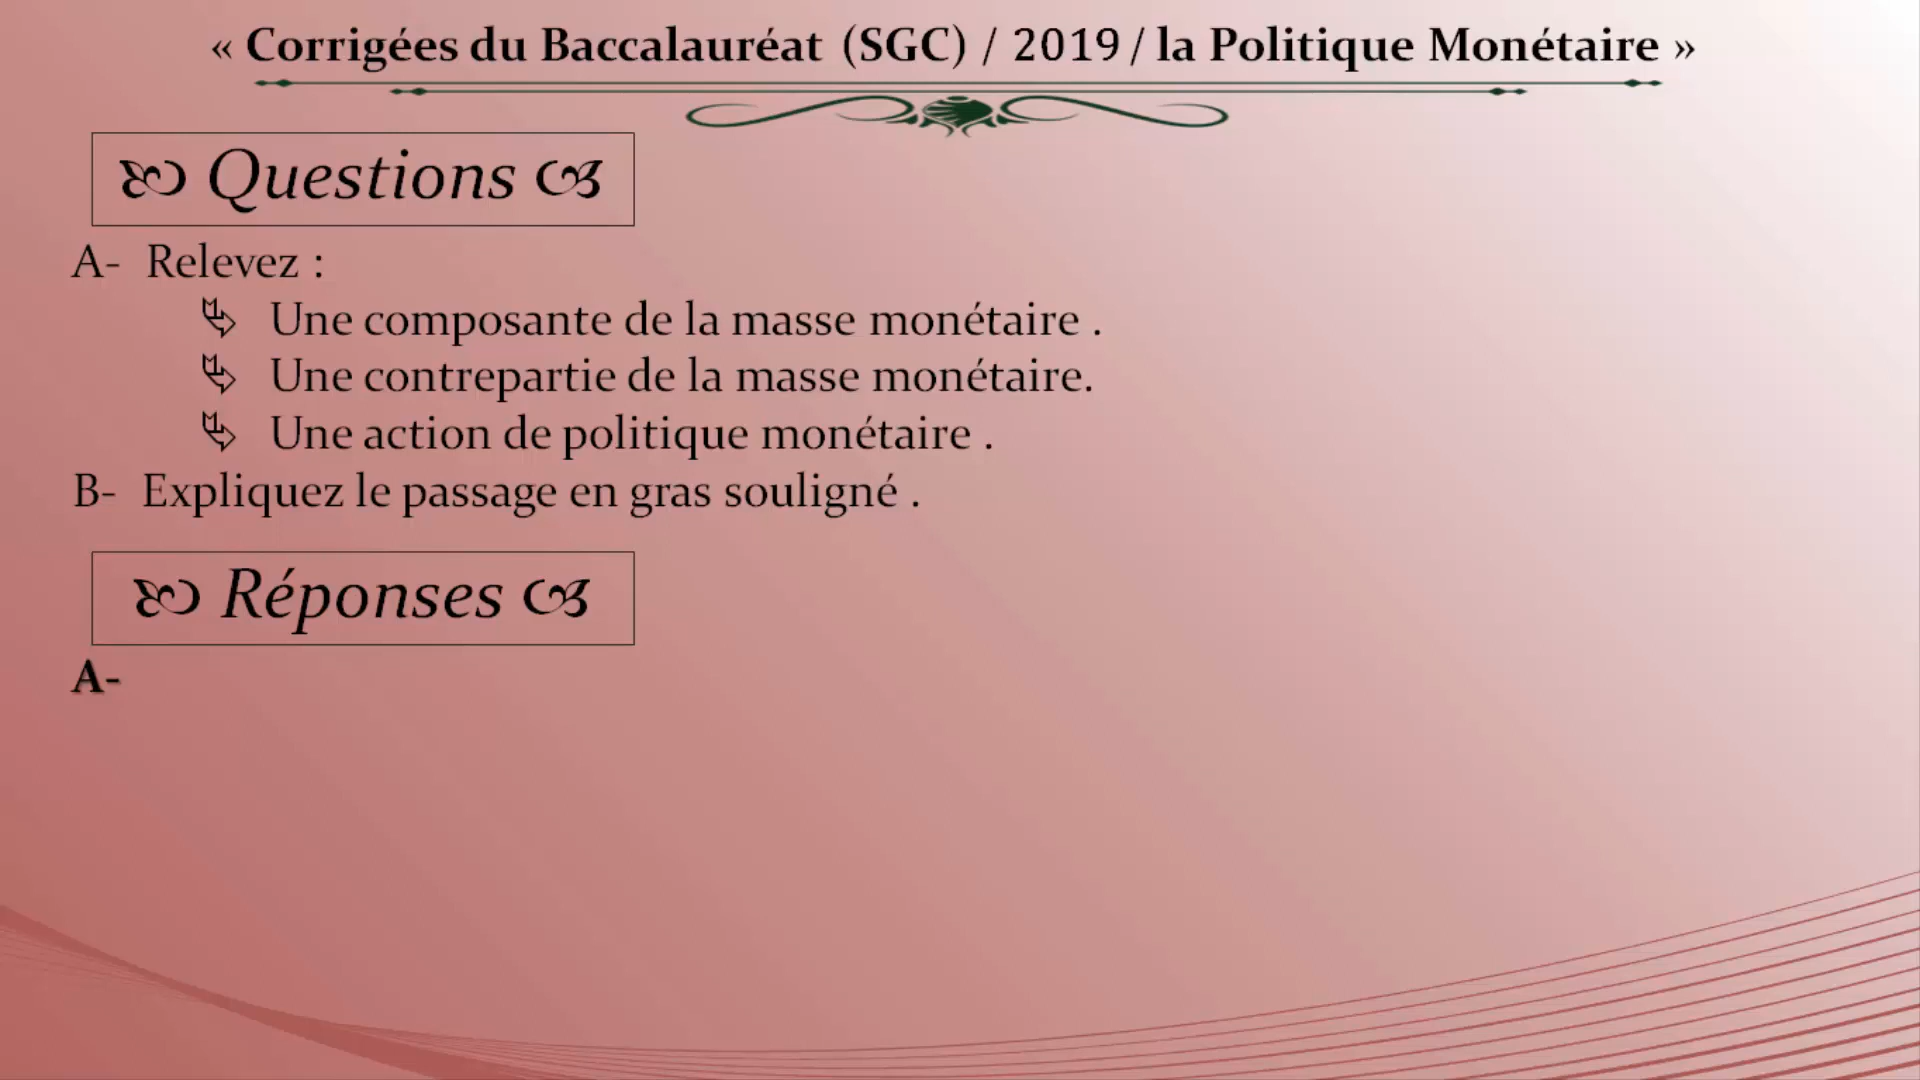 « Corrigées du Baccalauréat (SGC) / 2019 / la Politique Monétaire »
Questions
A- Relevez :
Une composante de la masse monétaire .
Une contrepartie de la masse monétaire.
Une action de politique monétaire .
B- Expliquez le passage en gras souligné .
Réponses
A-